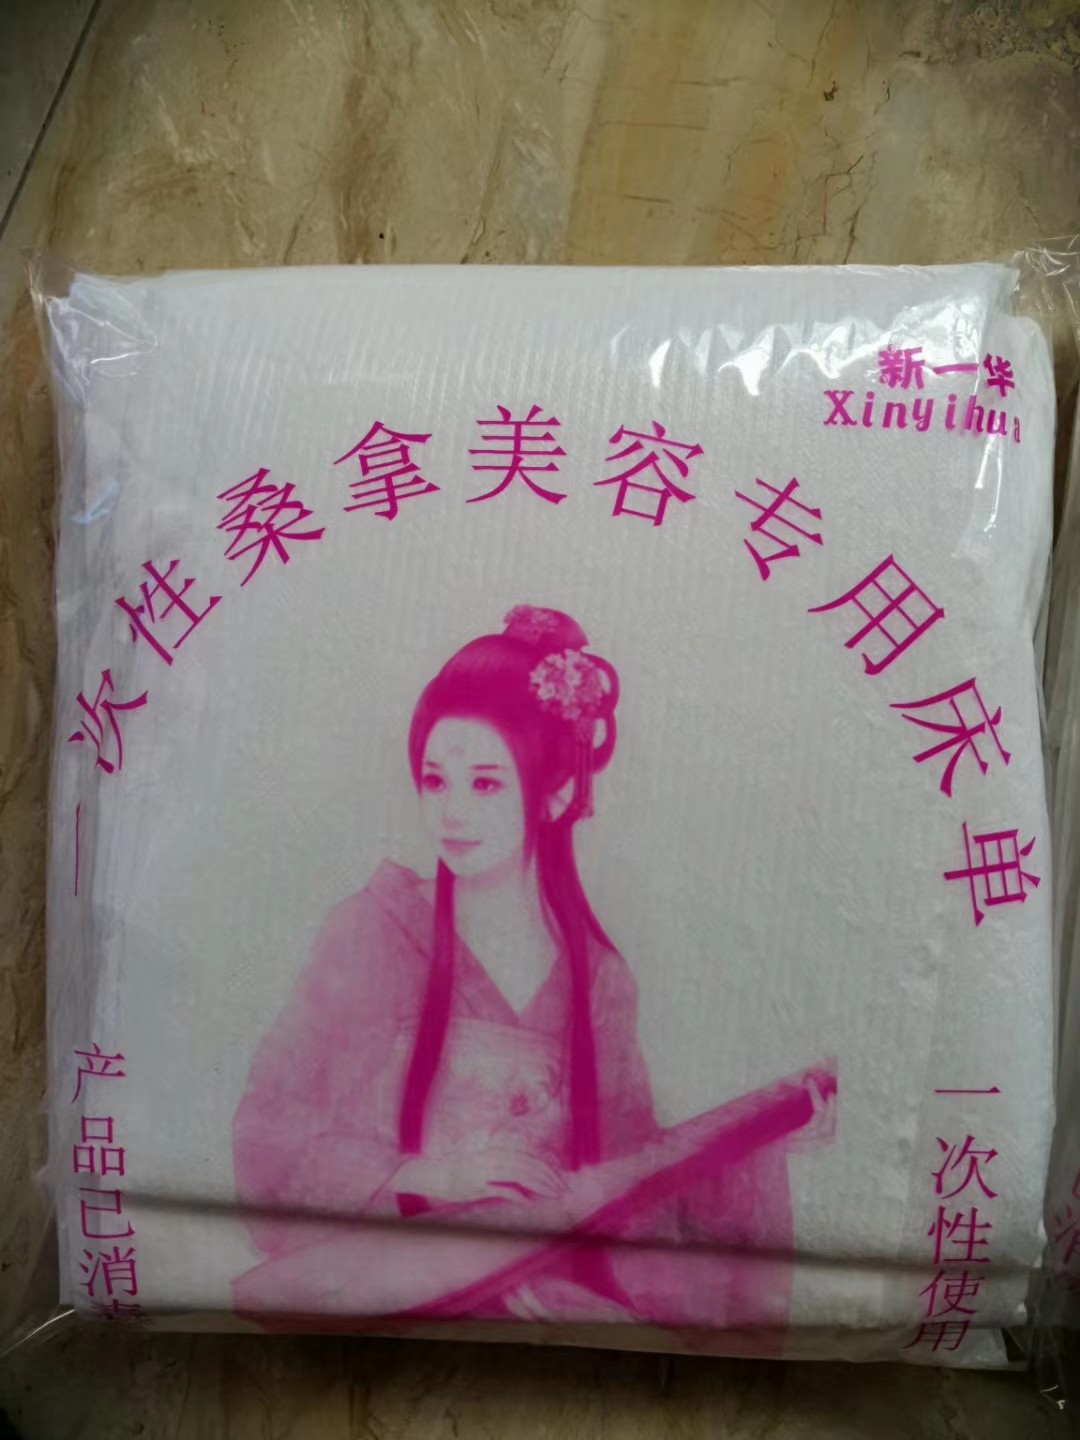 新一华
Xinyihua
一次性桑拿美容专用床单
产品已消毒
一次性使用